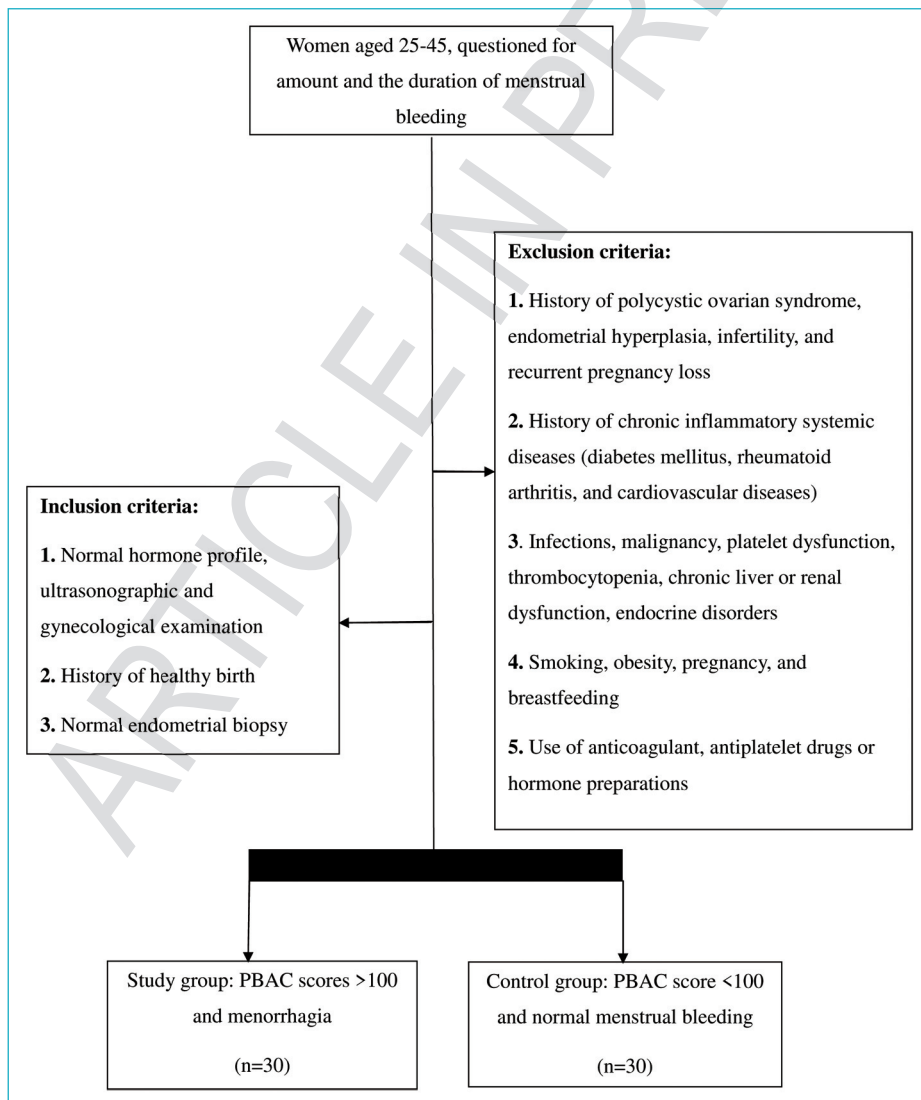 Women aged 25-45, questioned for
amount and the duration of menstrual
bleeding
Exclusion criteria:
1. History of polycystic ovarian syndrome,
endometrial hyperplasia, infertility, and
recurrent pregnancy loss
2. History of chronic inflammatory systemic
diseases (diabetes mellitus, rheumatoid
arthritis, and cardiovascular diseases)
3. Infections, malignancy, platelet dysfunction,
thrombocytopenia, chronic liver or renal
dysfunction, endocrine disorders
4. Smoking, obesity, pregnancy, and
breastfeeding
5. Use of anticoagulant, antiplatelet drugs or
hormone preparations
Inclusion criteria:
1. Normal hormone profile,
ultrasonographic and
gynecological examination
2. History of healthy birth
3. Normal endometrial biopsy
Study group: PBAC scores >100
and menorrhagia
(n=30)
Control group: PBAC score <100
and normal menstrual bleeding
(n=30)
ARTICLE IN PR